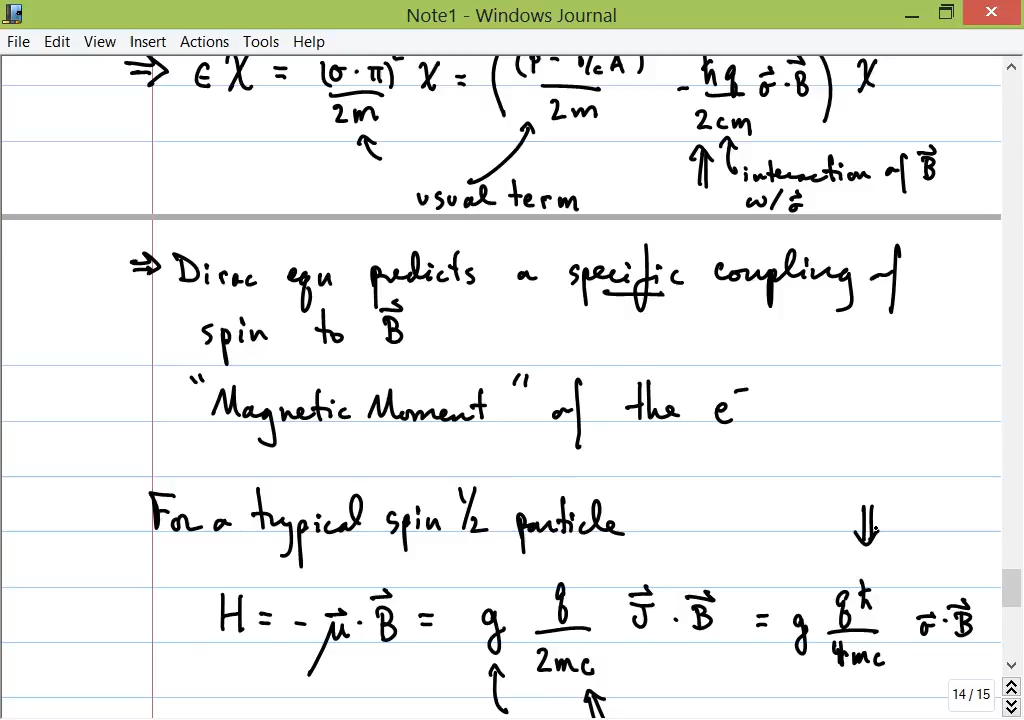 Note1 - Windows Journal
File Edit View Insert Actions Tools Help
⇒ ε'χ = (σ·π)² / 2m χ = ( (P - q/c A)² / 2m - ħq / 2cm σ⃗·B⃗ ) χ
usual term
interaction of B⃗
w/ σ⃗
⇒ Dirac equ predicts a specific coupling of
spin to B⃗
"Magnetic Moment" of the e⁻
For a trypical spin 1/2 particle
H = - μ⃗ · B⃗ = g q / 2mc J⃗ · B⃗ = g qħ / 4mc σ⃗·B⃗
14 / 15